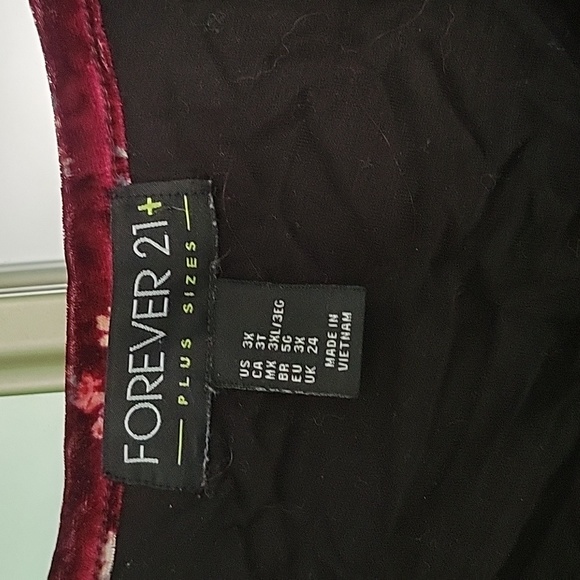 FOREVER 21+
PLUS SIZES
US 3X
CA 3T
MX 3XL/3EG
BR 5G
EU 3X
UK 24
MADE IN
VIETNAM